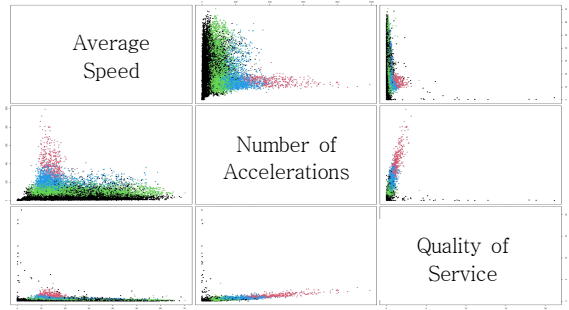 Average
Speed
Number of
Accelerations
Quality of
Service